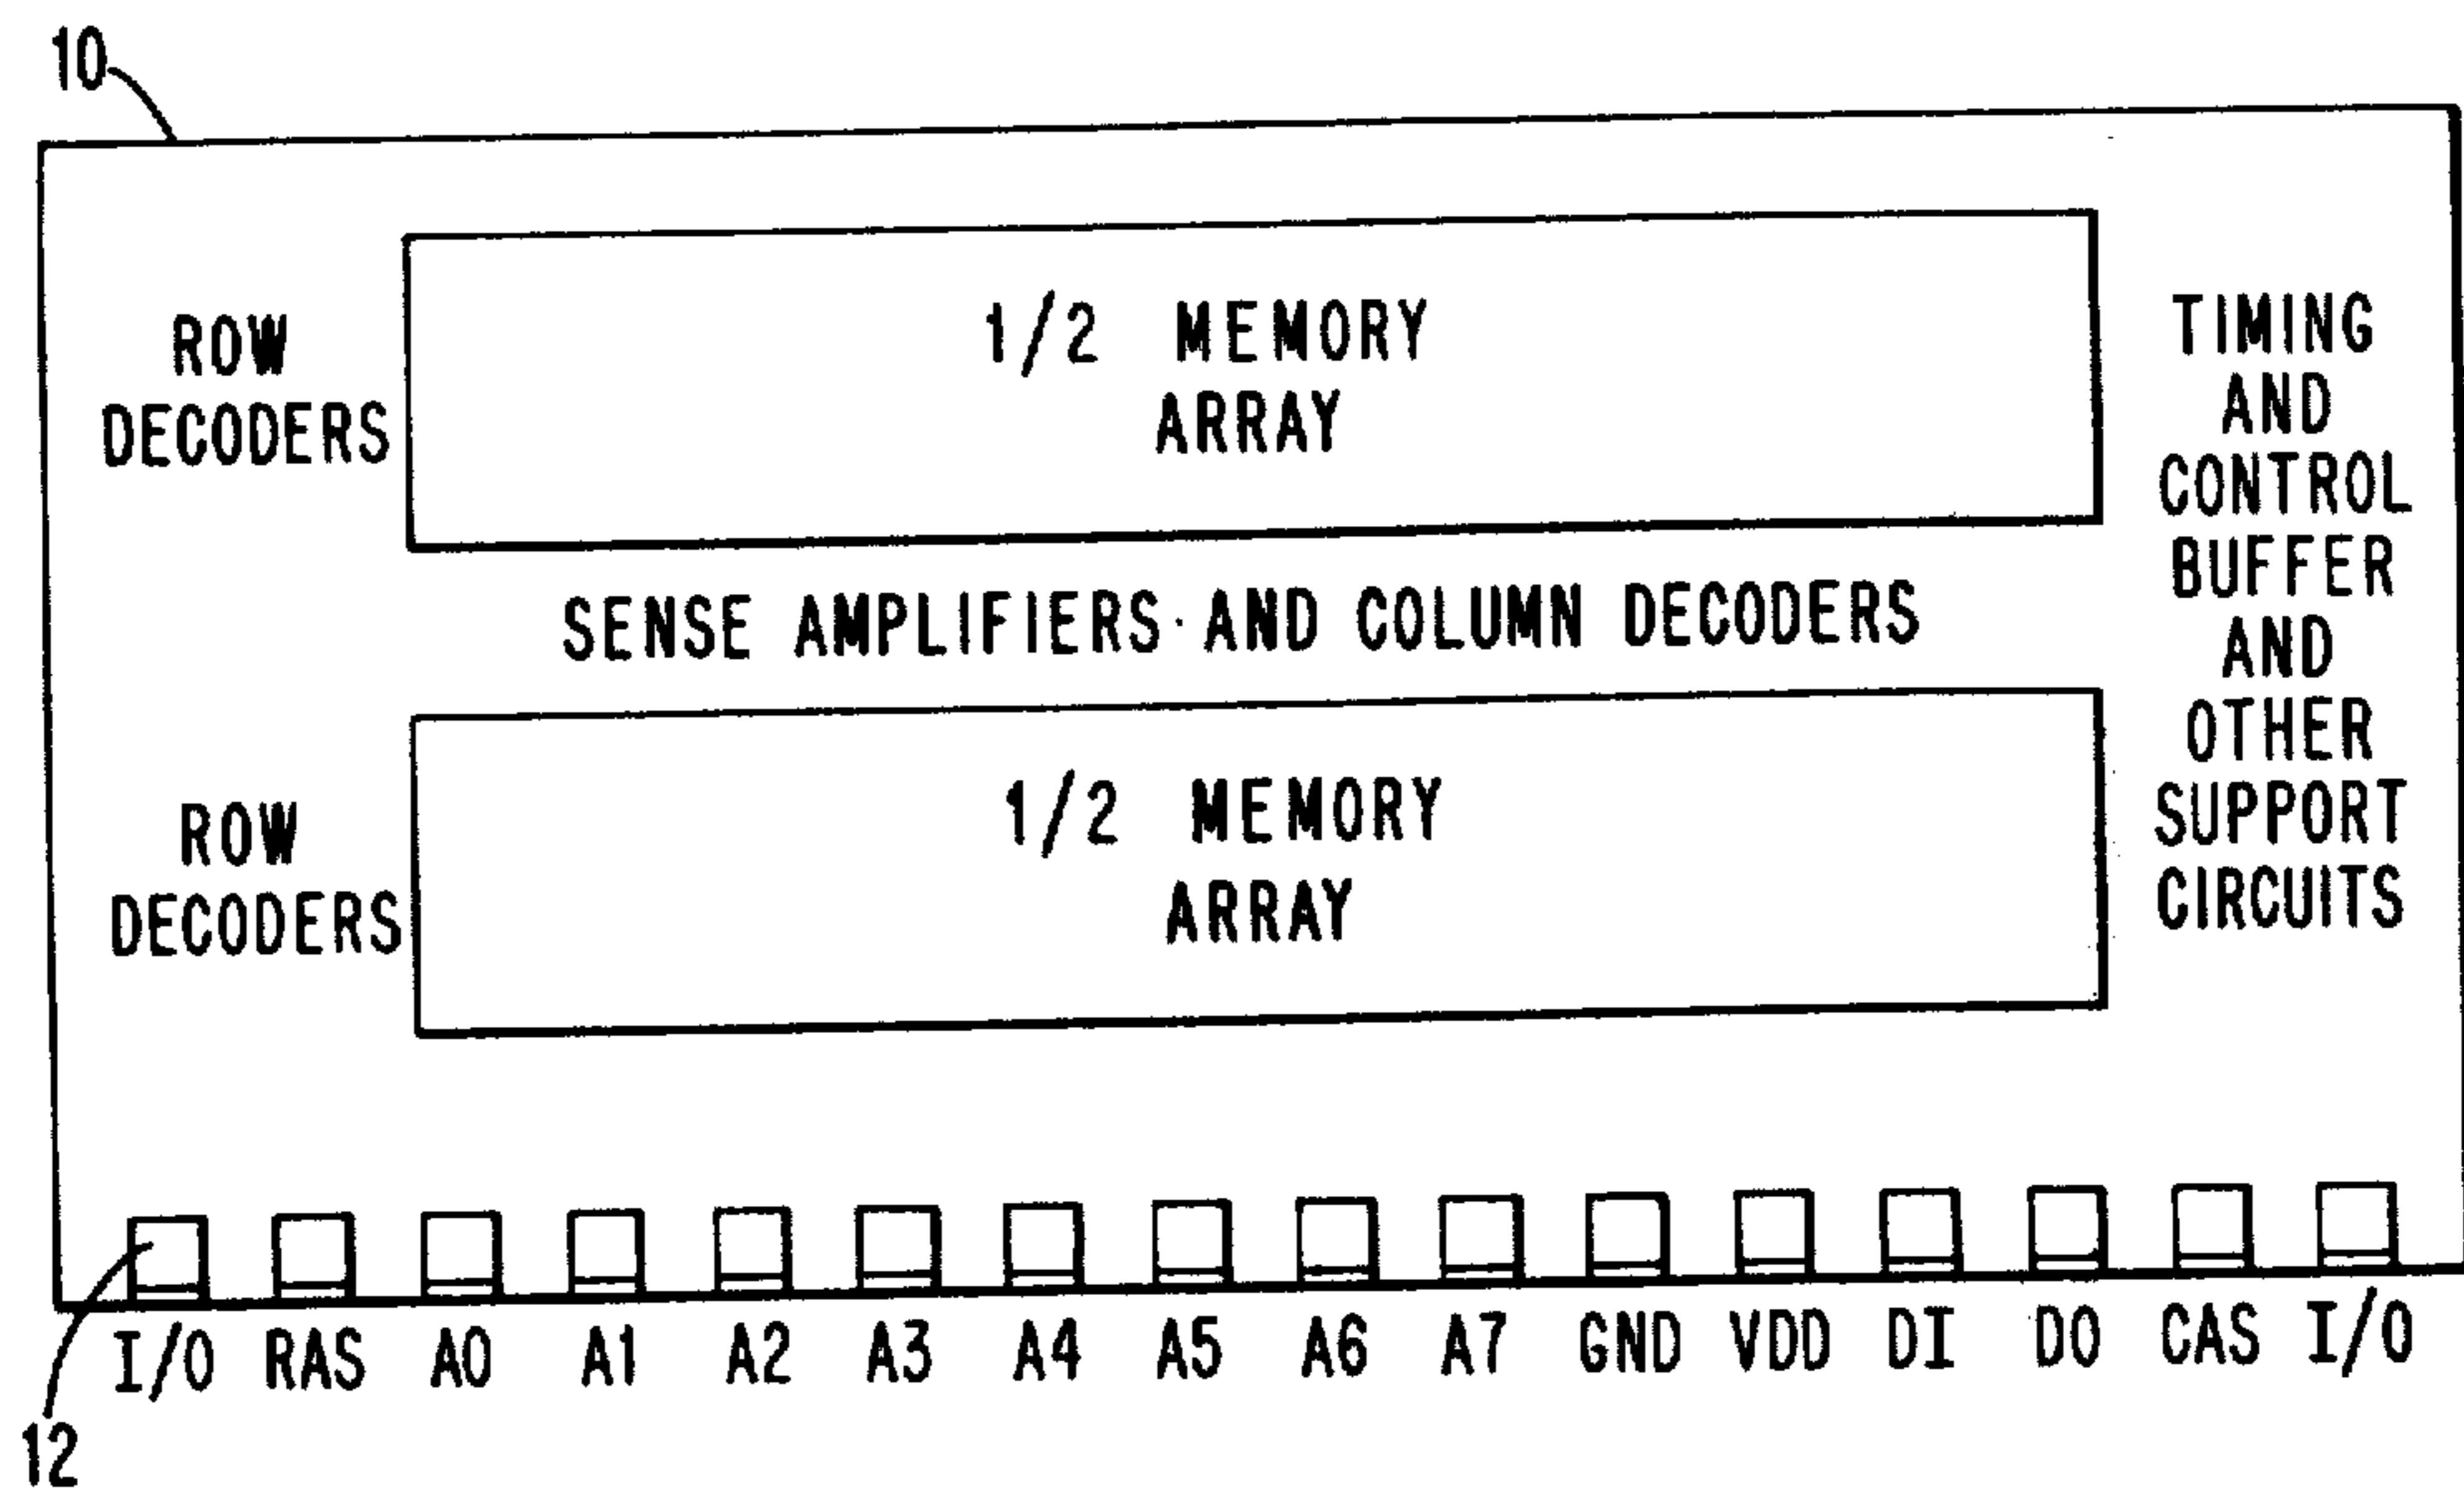 10
ROW
DECODERS
1/2 MEMORY
ARRAY
TIMING
AND
CONTROL
BUFFER
AND
OTHER
SUPPORT
CIRCUITS
SENSE AMPLIFIERS AND COLUMN DECODERS
ROW
DECODERS
1/2 MEMORY
ARRAY
I/O RAS A0 A1 A2 A3 A4 A5 A6 A7 GND VDD DI DO CAS I/O
12